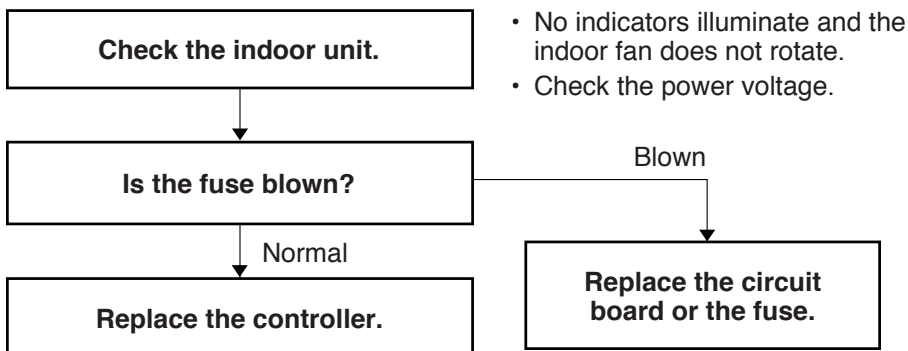 Check the indoor unit.
• No indicators illuminate and the
indoor fan does not rotate.
• Check the power voltage.
Is the fuse blown?
Blown
Normal
Replace the circuit
board or the fuse.
Replace the controller.